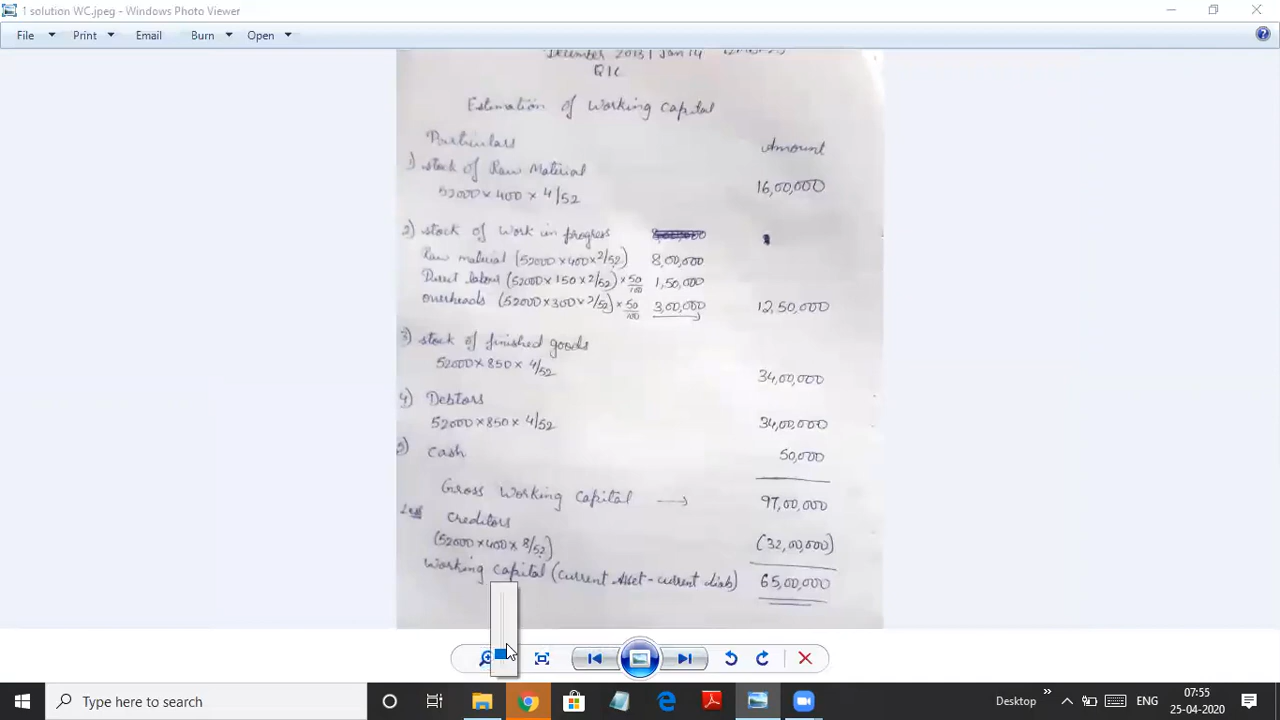 1 solution WC.jpeg - Windows Photo Viewer
File Print Email Burn Open
December 2013 | Jan 14
Q1C
Estimation of Working Capital
Particulars Amount
1) stock of Raw Material
52000 x 400 x 4/52 16,00,000
2) stock of work in progress
Raw material (52000 x 400 x 2/52) 8,00,000
Direct labour (52000 x 150 x 2/52) x 50/100 1,50,000
overheads (52000 x 300 x 2/52) x 50/100 3,00,000 12,50,000
3) stock of finished goods
52000 x 850 x 4/52 34,00,000
4) Debtors
52000 x 850 x 4/52 34,00,000
5) Cash 50,000
Gross Working Capital → 97,00,000
Less Creditors
(52000 x 400 x 8/52) (32,00,000)
Working capital (current Asset - current liab) 65,00,000
Type here to search
Desktop
ENG
07:55
25-04-2020